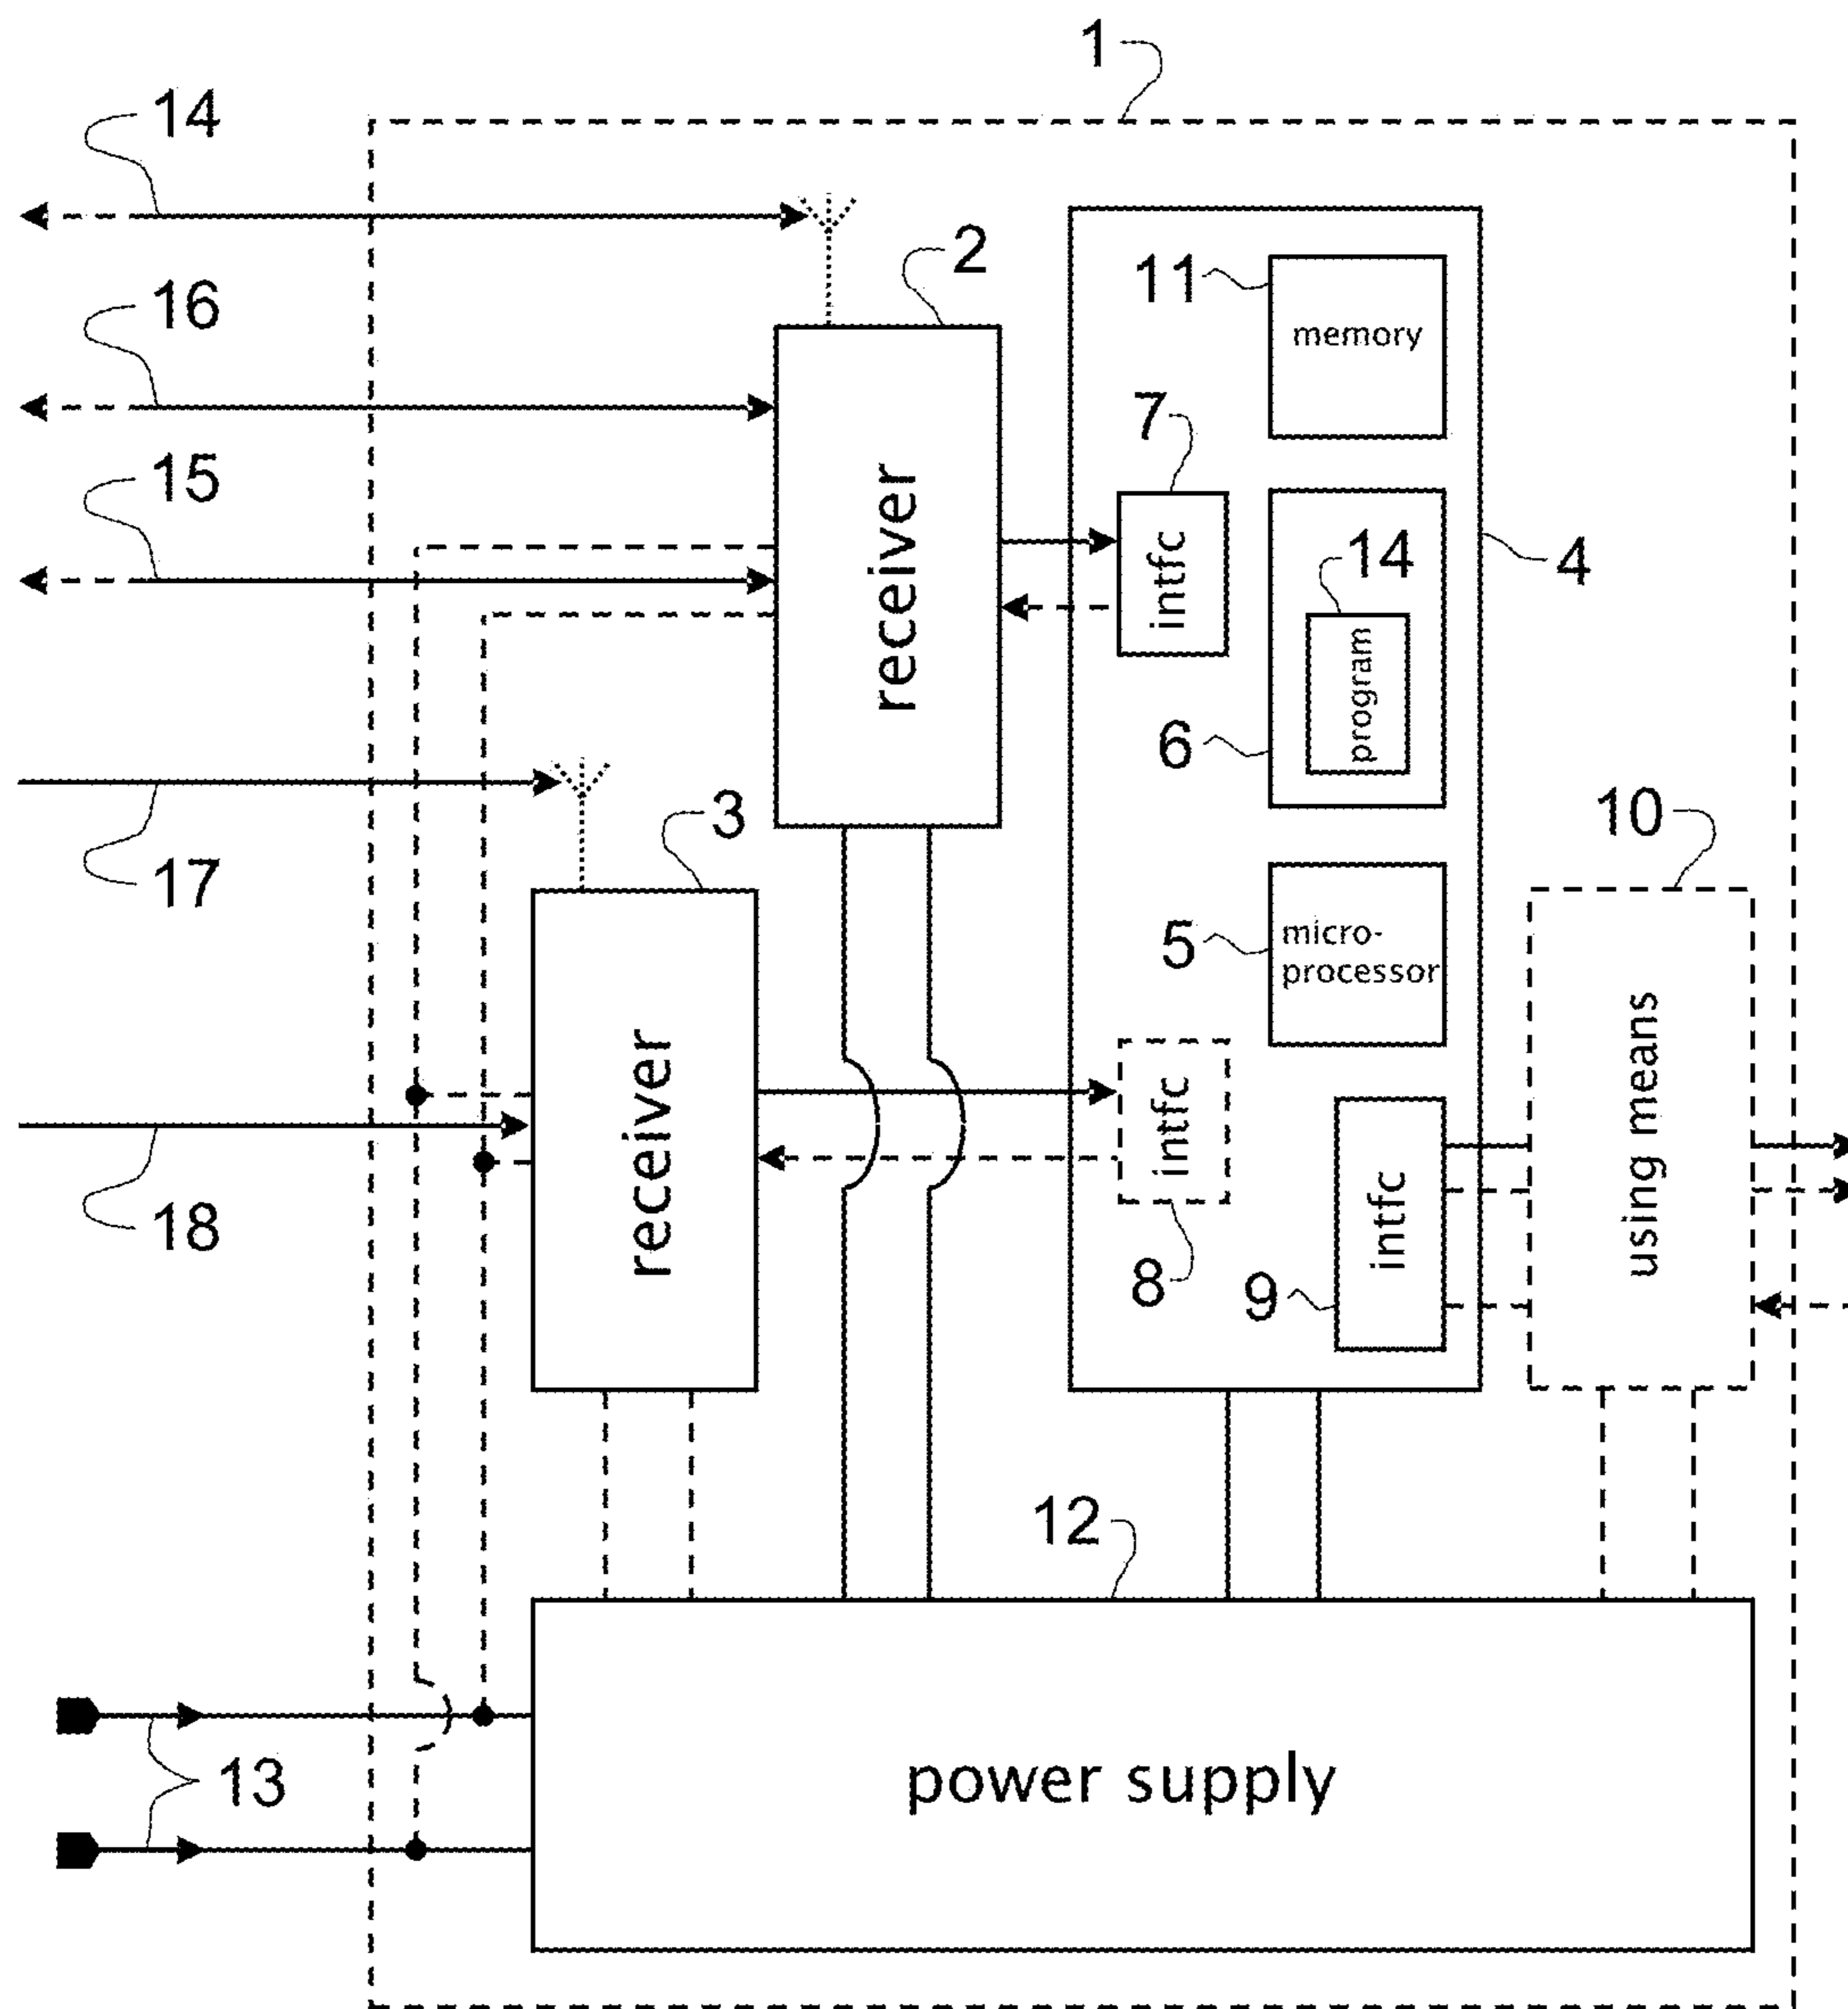 1
14
2
16
11
memory
7
15
receiver
intfc
14
program
4
6
17
3
10
5
micro-
processor
receiver
intfc
using means
18
8
9
intfc
12
13
power supply